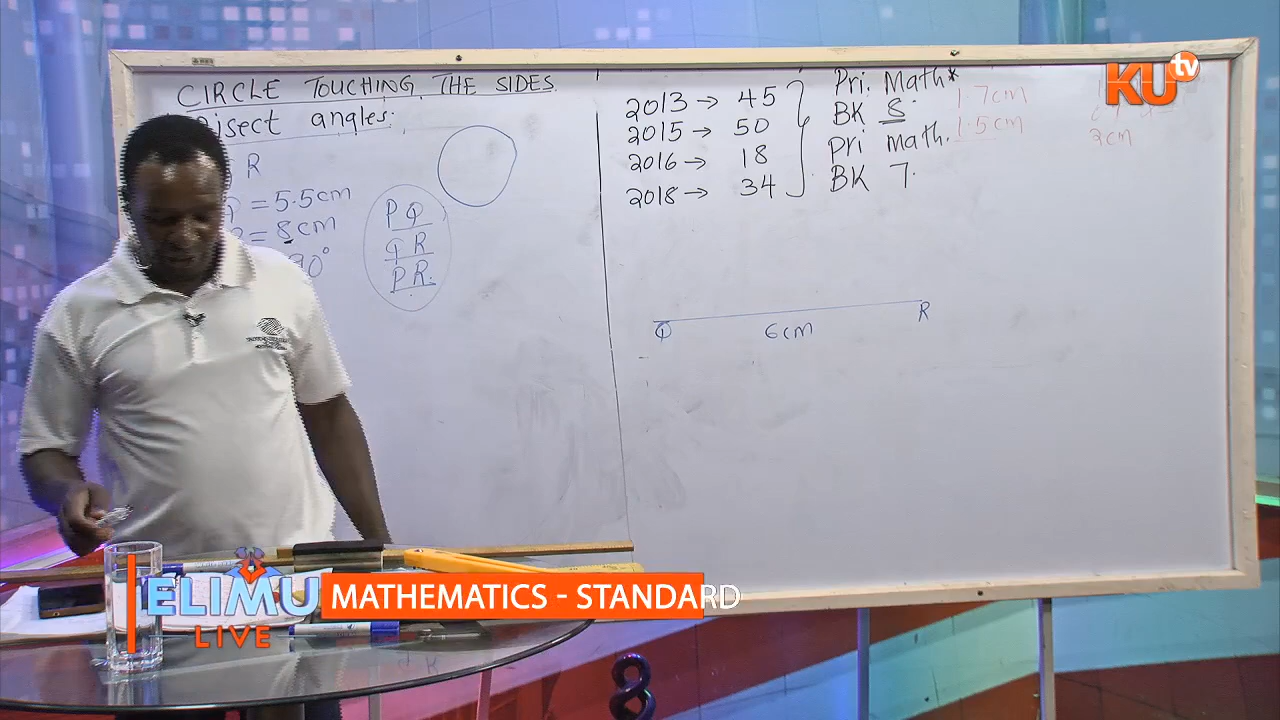 CIRCLE TOUCHING THE SIDES
Bisect angles.
R
Q = 5.5cm
R = 8cm
90°
PQ
QR
PR.
2013 → 45
2015 → 50
2016 → 18
2018 → 34
Pri. Math*
BK 8.
Pri math.
BK 7.
1.7cm
1.5cm
3cm
Q 6cm R
KU tv
ELIMU
LIVE
MATHEMATICS - STANDARD